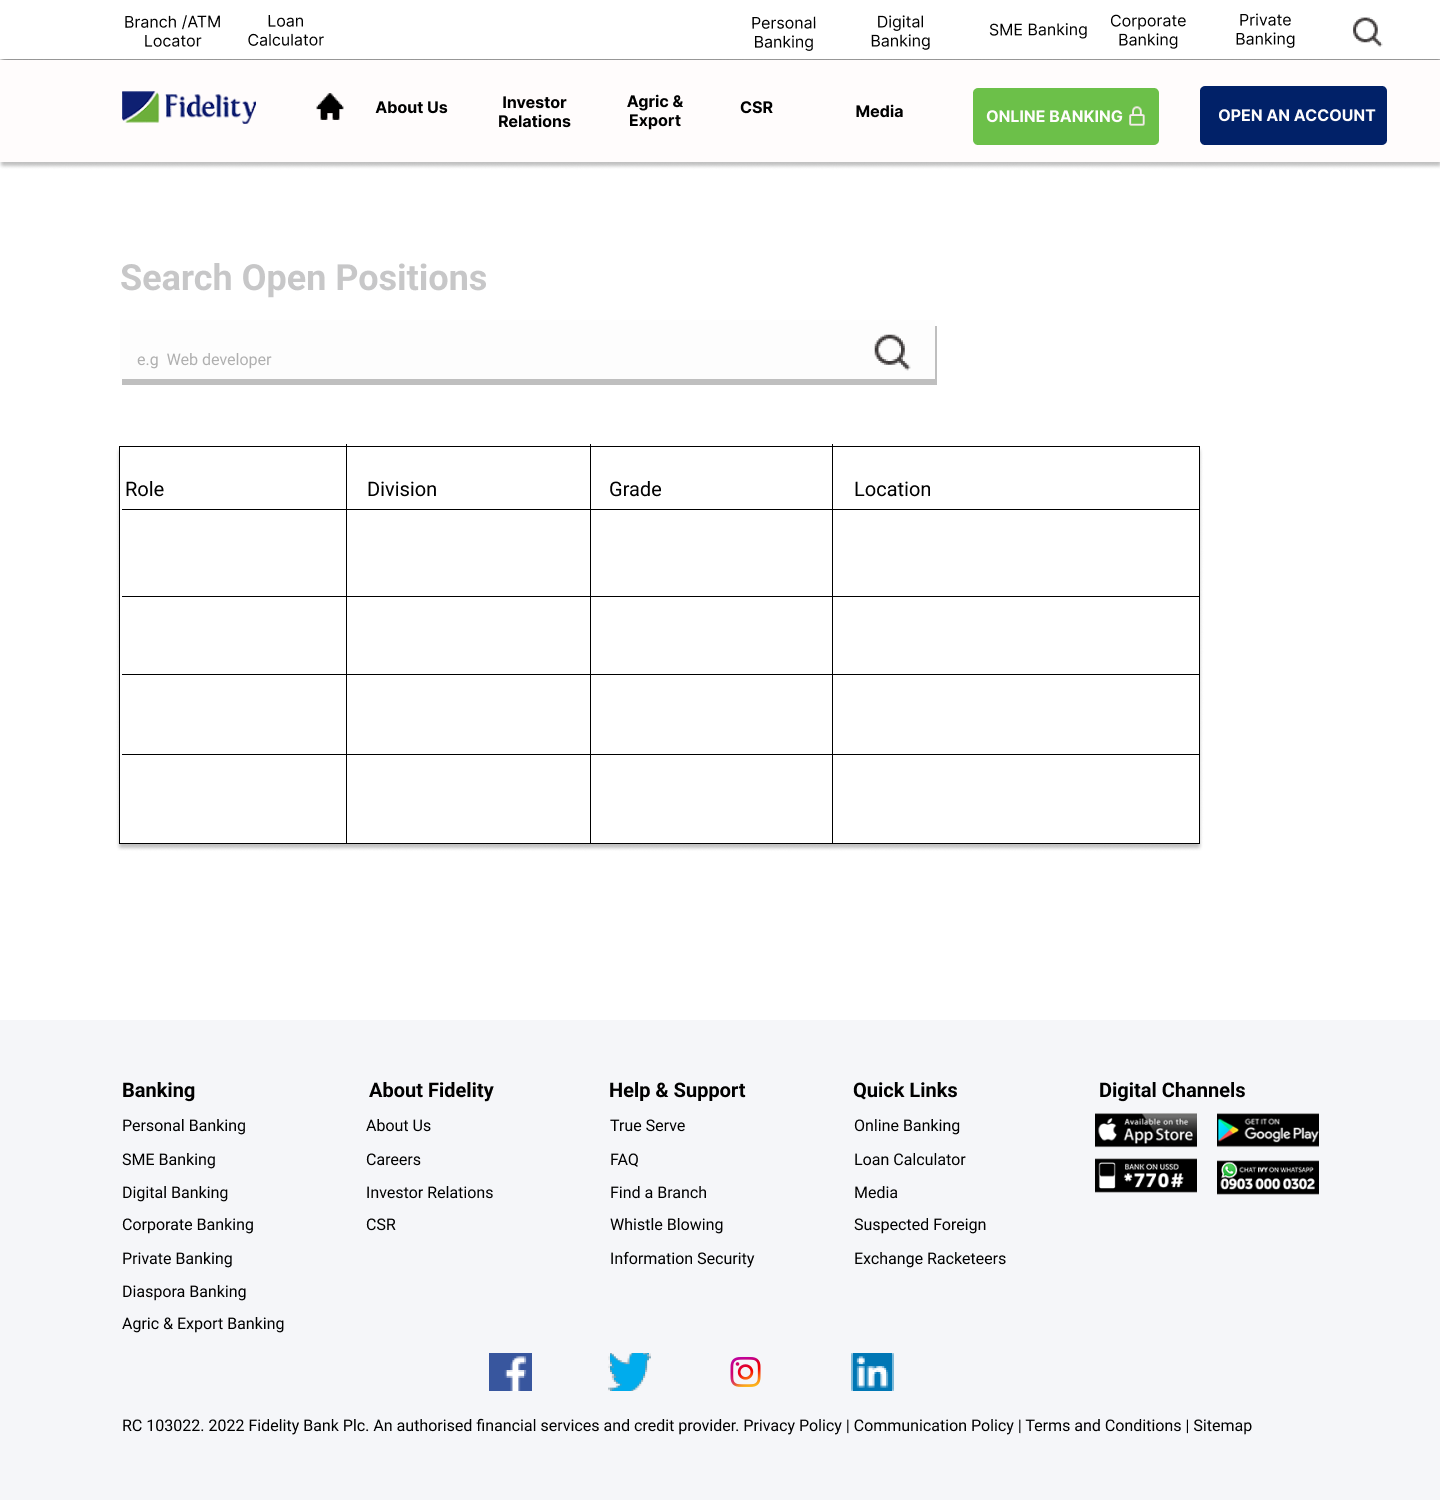 Branch /ATM
Locator
Loan
Calculator
Personal
Banking
Digital
Banking
SME Banking
Corporate
Banking
Private
Banking
Fidelity
About Us
Investor
Relations
Agric &
Export
CSR
Media
ONLINE BANKING
OPEN AN ACCOUNT
Search Open Positions
e.g  Web developer
Role
Division
Grade
Location
Banking
Personal Banking
SME Banking
Digital Banking
Corporate Banking
Private Banking
Diaspora Banking
Agric & Export Banking
About Fidelity
About Us
Careers
Investor Relations
CSR
Help & Support
True Serve
FAQ
Find a Branch
Whistle Blowing
Information Security
Quick Links
Online Banking
Loan Calculator
Media
Suspected Foreign
Exchange Racketeers
Digital Channels
Available on the
App Store
GET IT ON
Google Play
BANK ON USSD
*770#
CHAT IVY ON WHATSAPP
0903 000 0302
f
in
RC 103022. 2022 Fidelity Bank Plc. An authorised financial services and credit provider. Privacy Policy | Communication Policy | Terms and Conditions | Sitemap